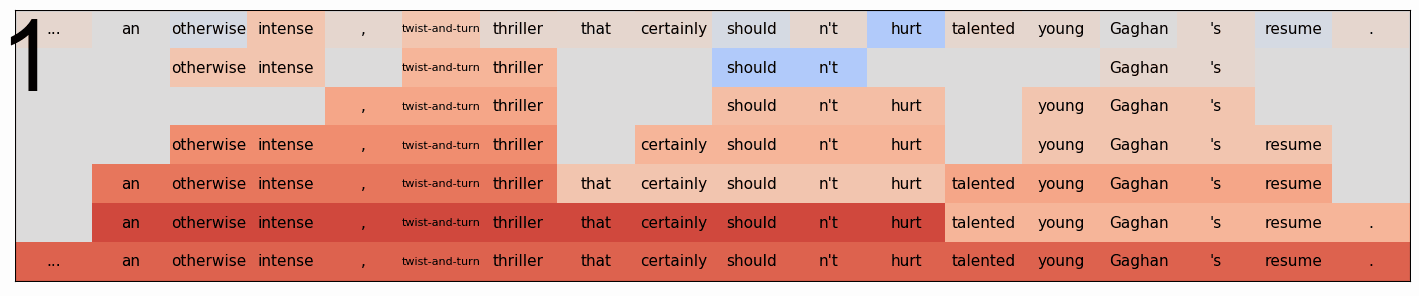 1
... an otherwise intense , twist-and-turn thriller that certainly should n't hurt talented young Gaghan 's resume .
otherwise intense twist-and-turn thriller should n't Gaghan 's
, twist-and-turn thriller should n't hurt young Gaghan 's
otherwise intense , twist-and-turn thriller certainly should n't hurt young Gaghan 's resume
an otherwise intense , twist-and-turn thriller that certainly should n't hurt talented young Gaghan 's resume
an otherwise intense , twist-and-turn thriller that certainly should n't hurt talented young Gaghan 's resume .
... an otherwise intense , twist-and-turn thriller that certainly should n't hurt talented young Gaghan 's resume .